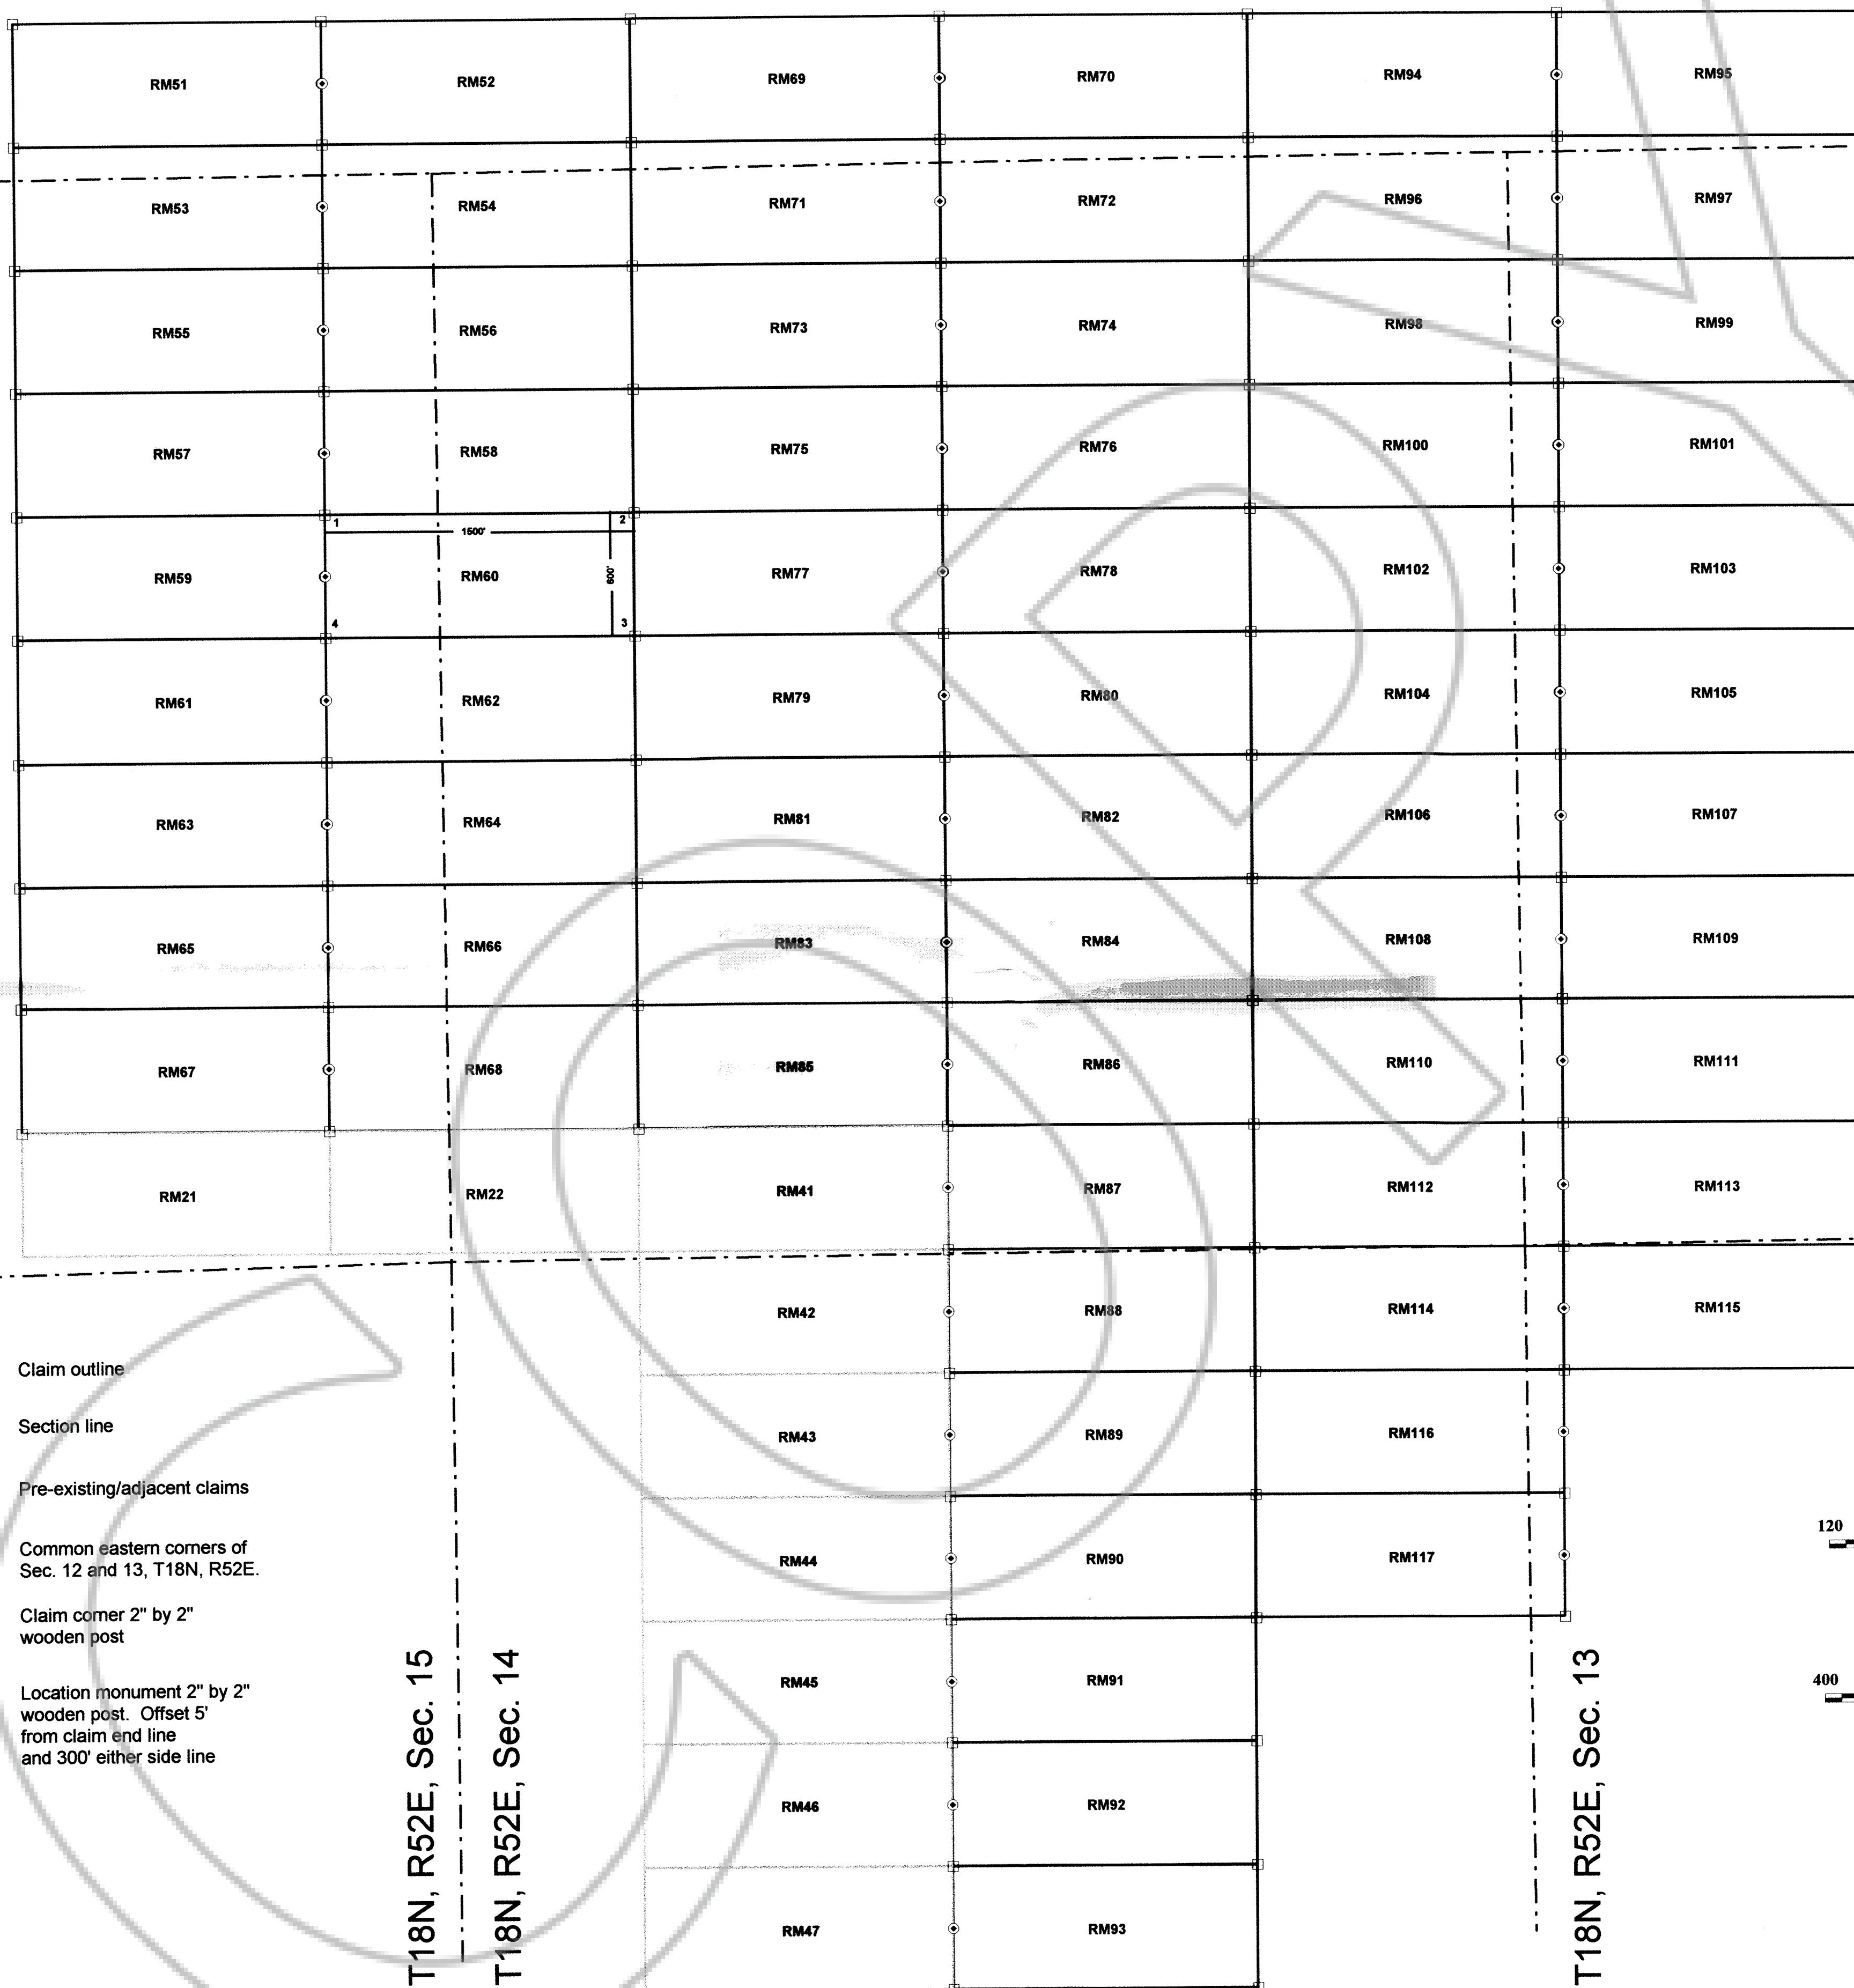 RM51 RM52 RM69 RM70 RM94 RM95
RM53 RM54 RM71 RM72 RM96 RM97
RM55 RM56 RM73 RM74 RM98 RM99
RM57 RM58 RM75 RM76 RM100 RM101
1 2
1500'
RM59 RM60 600' RM77 RM78 RM102 RM103
4 3
RM61 RM62 RM79 RM80 RM104 RM105
RM63 RM64 RM81 RM82 RM106 RM107
RM65 RM66 RM83 RM84 RM108 RM109
RM67 RM68 RM85 RM86 RM110 RM111
RM21 RM22 RM41 RM87 RM112 RM113
RM42 RM88 RM114 RM115
RM43 RM89 RM116
RM44 RM90 RM117
RM45 RM91
RM46 RM92
RM47 RM93
Claim outline
Section line
Pre-existing/adjacent claims
Common eastern corners of
Sec. 12 and 13, T18N, R52E.
Claim corner 2" by 2"
wooden post
Location monument 2" by 2"
wooden post. Offset 5'
from claim end line
and 300' either side line
T18N, R52E, Sec. 15
T18N, R52E, Sec. 14
T18N, R52E, Sec. 13
120
400
COPY